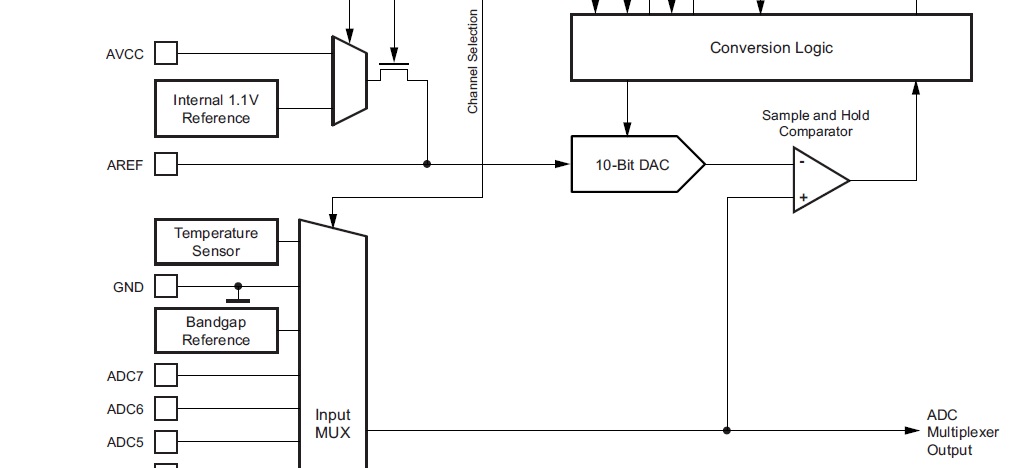 Channel Selection
AVCC
Conversion Logic
Internal 1.1V
Reference
Sample and Hold
Comparator
AREF
10-Bit DAC
-
+
Temperature
Sensor
GND
Bandgap
Reference
ADC7
ADC6
ADC5
Input
MUX
ADC
Multiplexer
Output